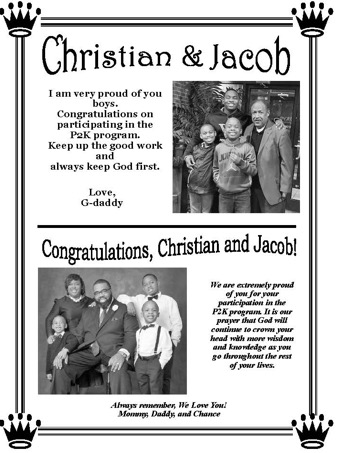 Christian & Jacob
I am very proud of you
boys.
Congratulations on
participating in the
P2K program.
Keep up the good work
and
always keep God first.
Love,
G-daddy
Congratulations, Christian and Jacob!
We are extremely proud
of you for your
participation in the
P2K program. It is our
prayer that God will
continue to crown your
head with more wisdom
and knowledge as you
go throughout the rest
of your lives.
Always remember, We Love You!
Mommy, Daddy, and Chance